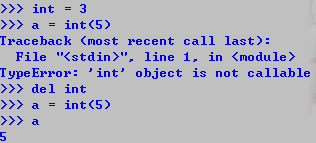 >>> int = 3
>>> a = int(5)
Traceback (most recent call last):
  File "<stdin>", line 1, in <module>
TypeError: 'int' object is not callable
>>> del int
>>> a = int(5)
>>> a
5